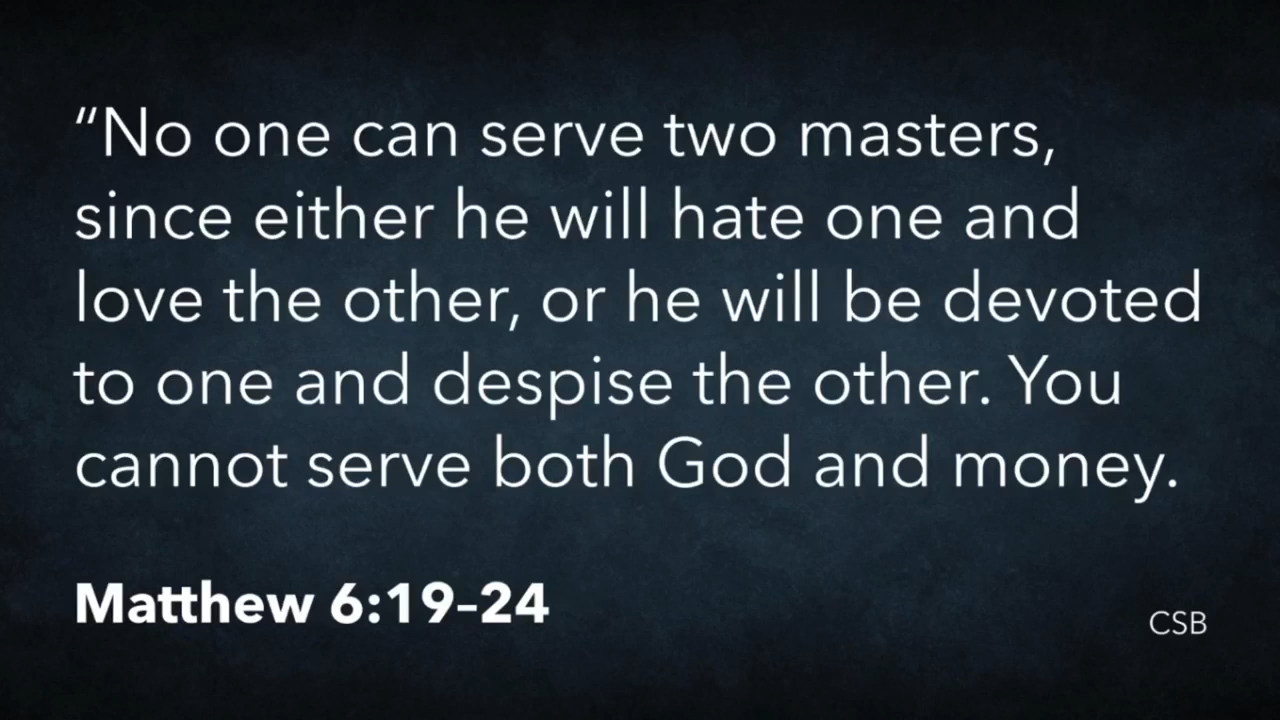 “No one can serve two masters,
since either he will hate one and
love the other, or he will be devoted
to one and despise the other. You
cannot serve both God and money.
Matthew 6:19–24
CSB